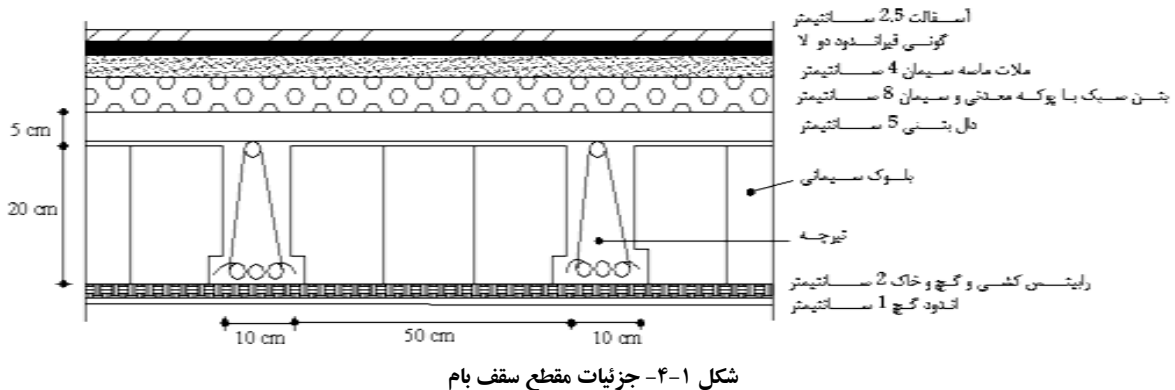 آسفالت 2.5 سانتیمتر
گونی قیراندود دو لا
ملات ماسه سیمان 4 سانتیمتر
بتن سبک با پوکه معدنی و سیمان 8 سانتیمتر
5 cm
دال بتنی 5 سانتیمتر
بلوک سیمانی
20 cm
تیرچه
رابیتس کشی و گچ و خاک 2 سانتیمتر
اندود گچ 1 سانتیمتر
10 cm
50 cm
10 cm
شکل ۱-۴- جزئیات مقطع سقف بام